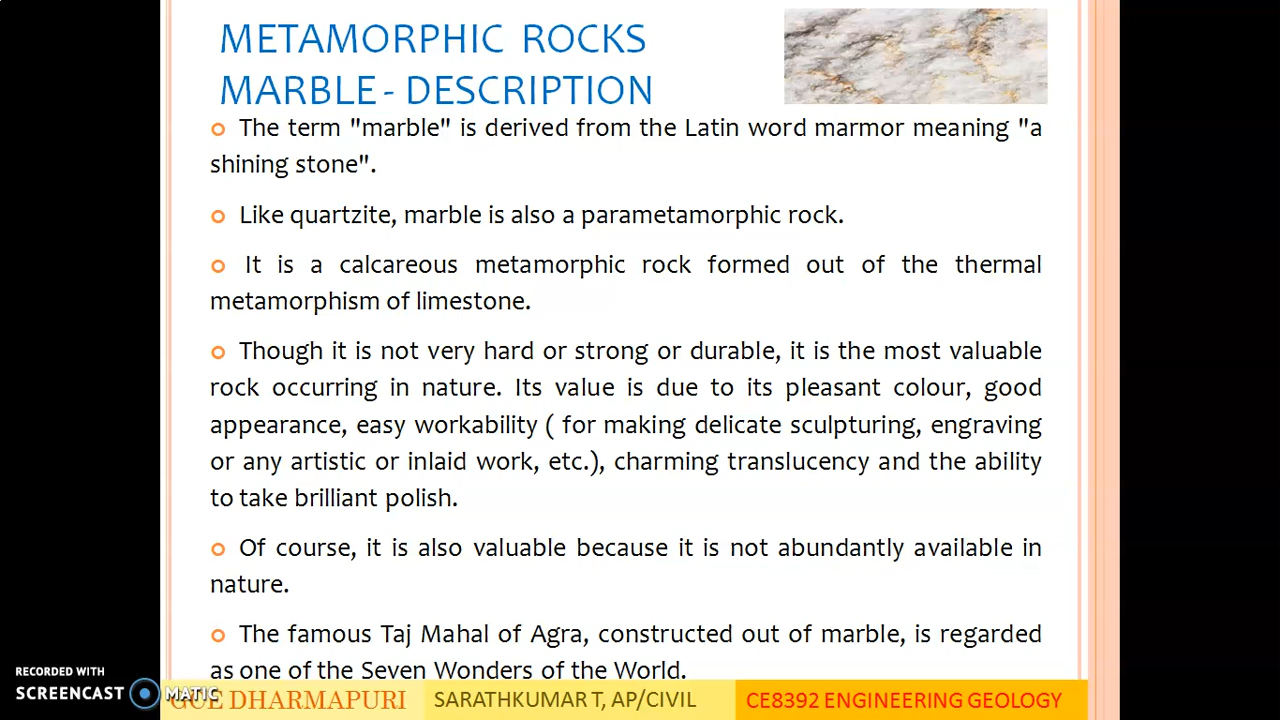 METAMORPHIC ROCKS
MARBLE - DESCRIPTION
The term "marble" is derived from the Latin word marmor meaning "a
shining stone".
Like quartzite, marble is also a parametamorphic rock.
It is a calcareous metamorphic rock formed out of the thermal
metamorphism of limestone.
Though it is not very hard or strong or durable, it is the most valuable
rock occurring in nature. Its value is due to its pleasant colour, good
appearance, easy workability ( for making delicate sculpturing, engraving
or any artistic or inlaid work, etc.), charming translucency and the ability
to take brilliant polish.
Of course, it is also valuable because it is not abundantly available in
nature.
The famous Taj Mahal of Agra, constructed out of marble, is regarded
as one of the Seven Wonders of the World.
RECORDED WITH
SCREENCAST MATIC
GCE DHARMAPURI
SARATHKUMAR T, AP/CIVIL
CE8392 ENGINEERING GEOLOGY